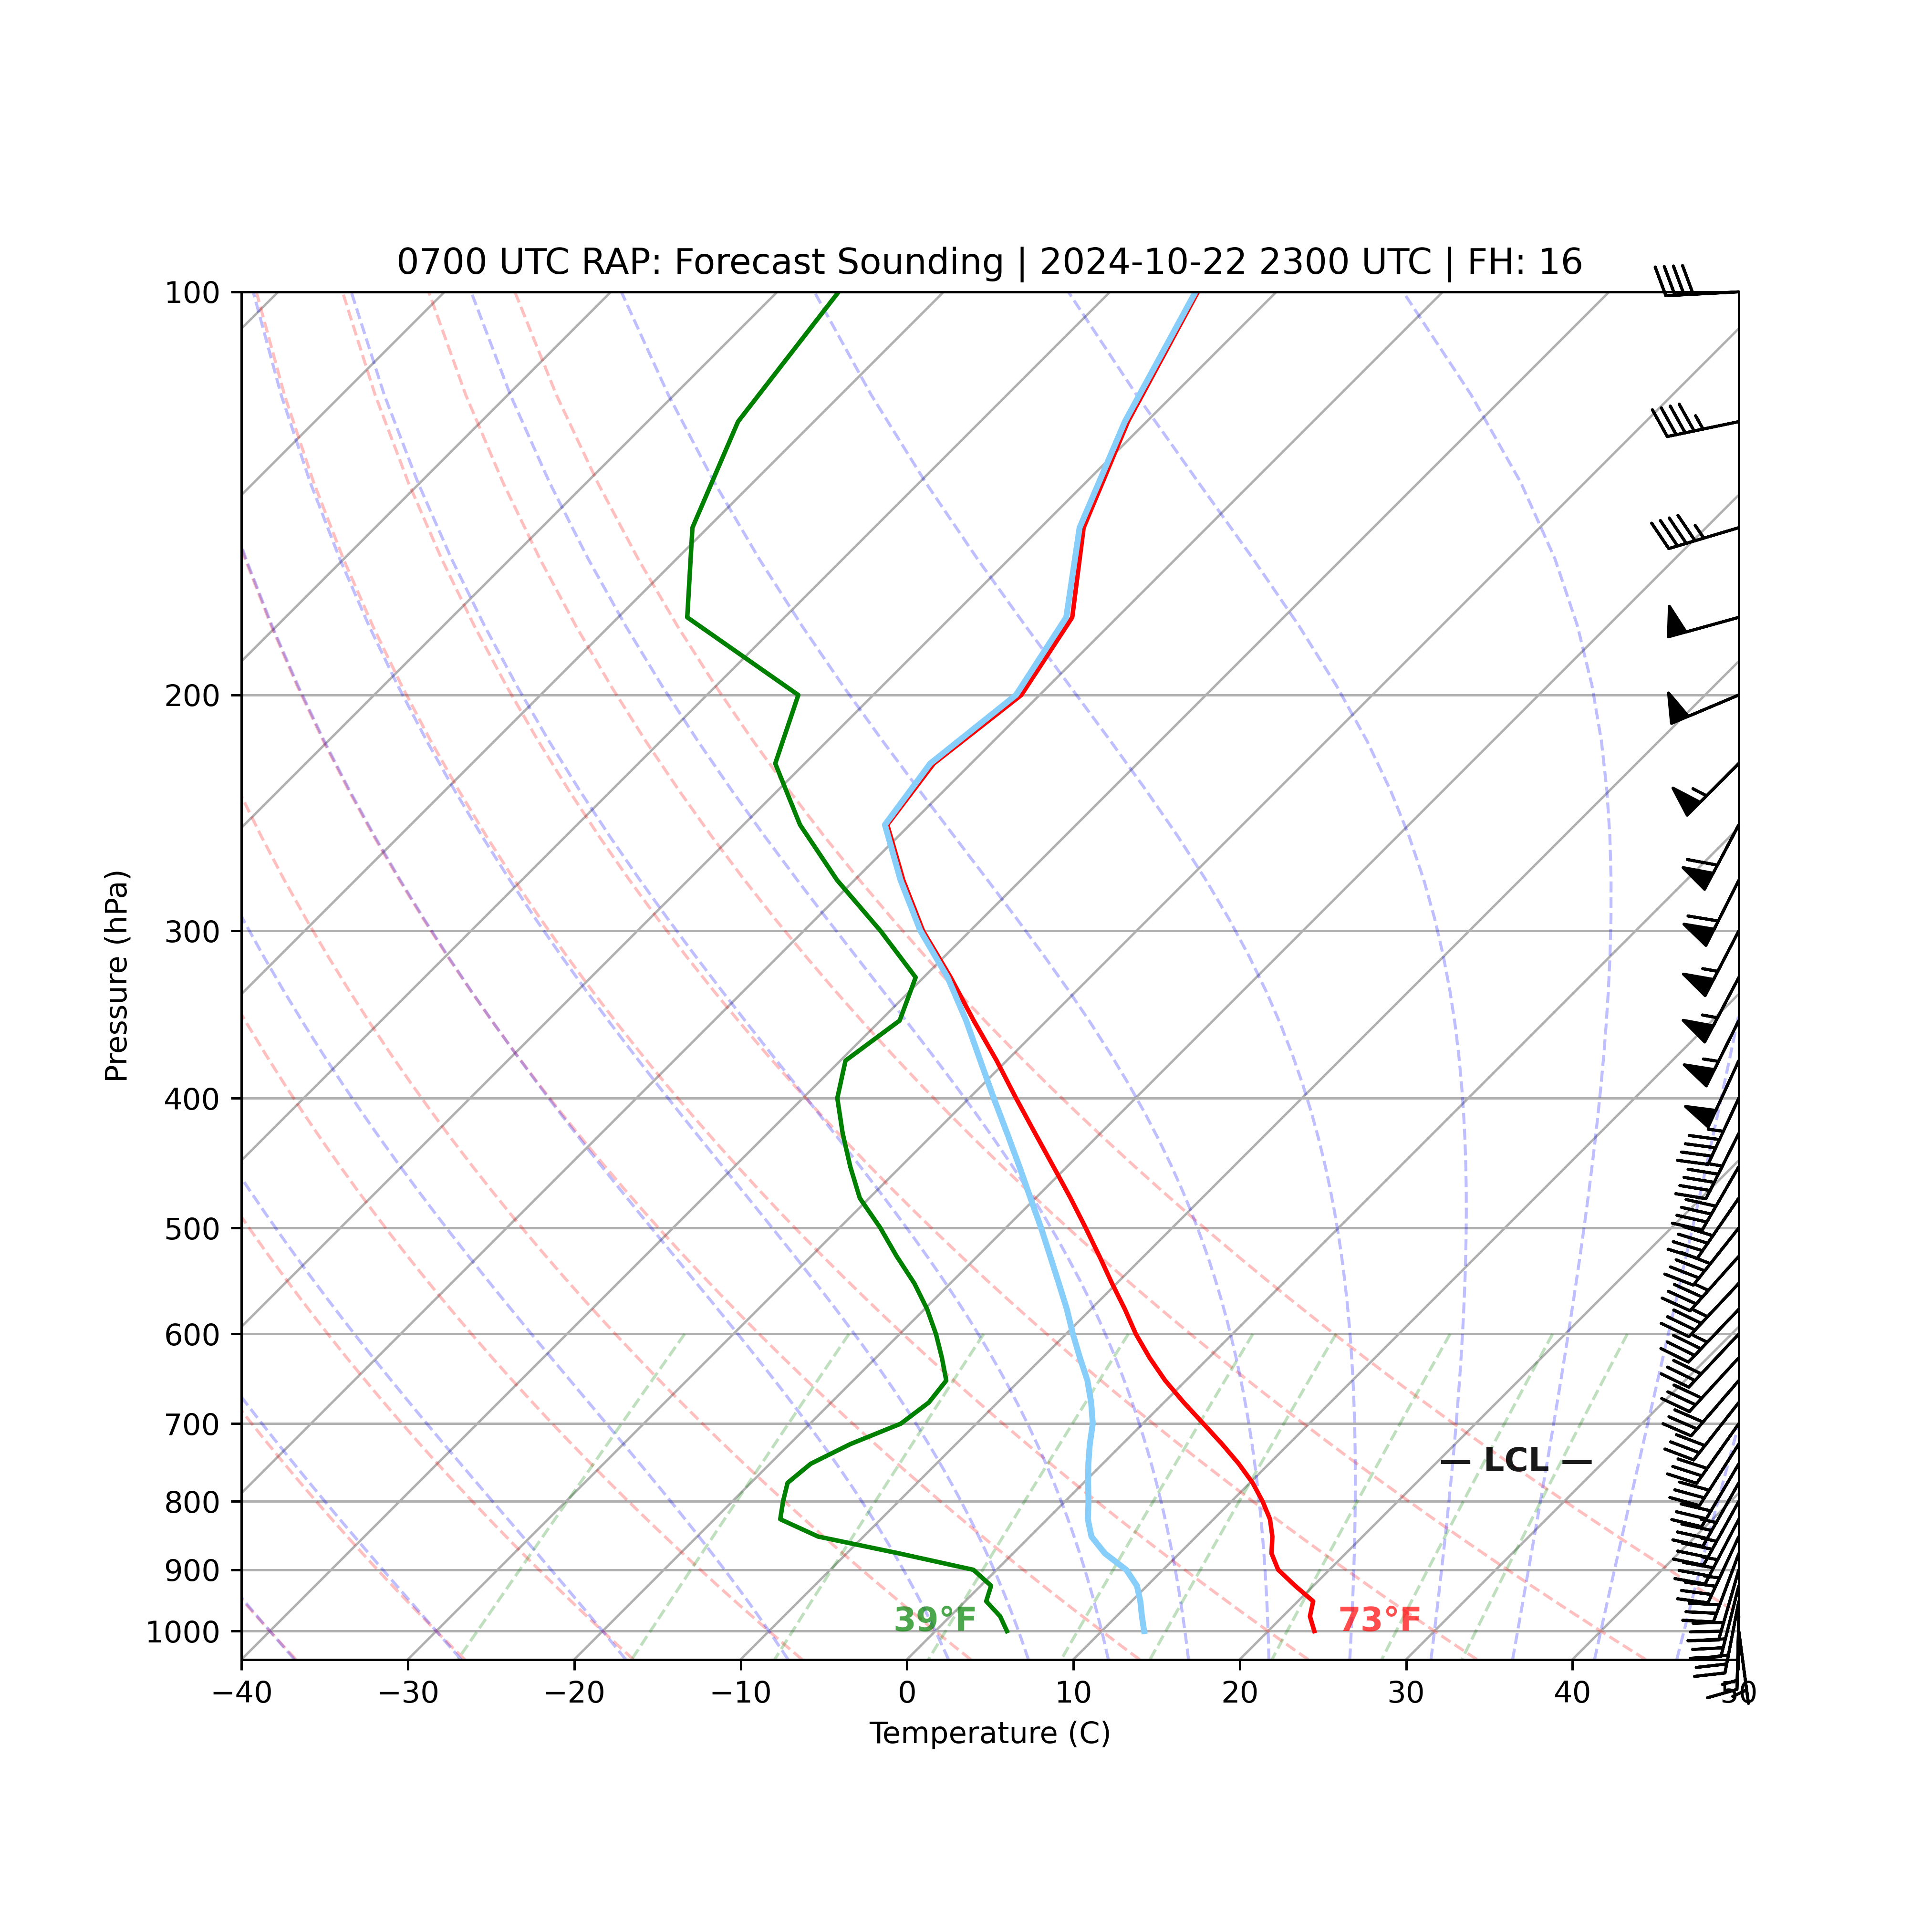 0700 UTC RAP: Forecast Sounding | 2024-10-22 2300 UTC | FH: 16
100
200
300
400
500
600
700
800
900
1000
Pressure (hPa)
— LCL —
39°F
73°F
−40 −30 −20 −10 0 10 20 30 40 50
Temperature (C)